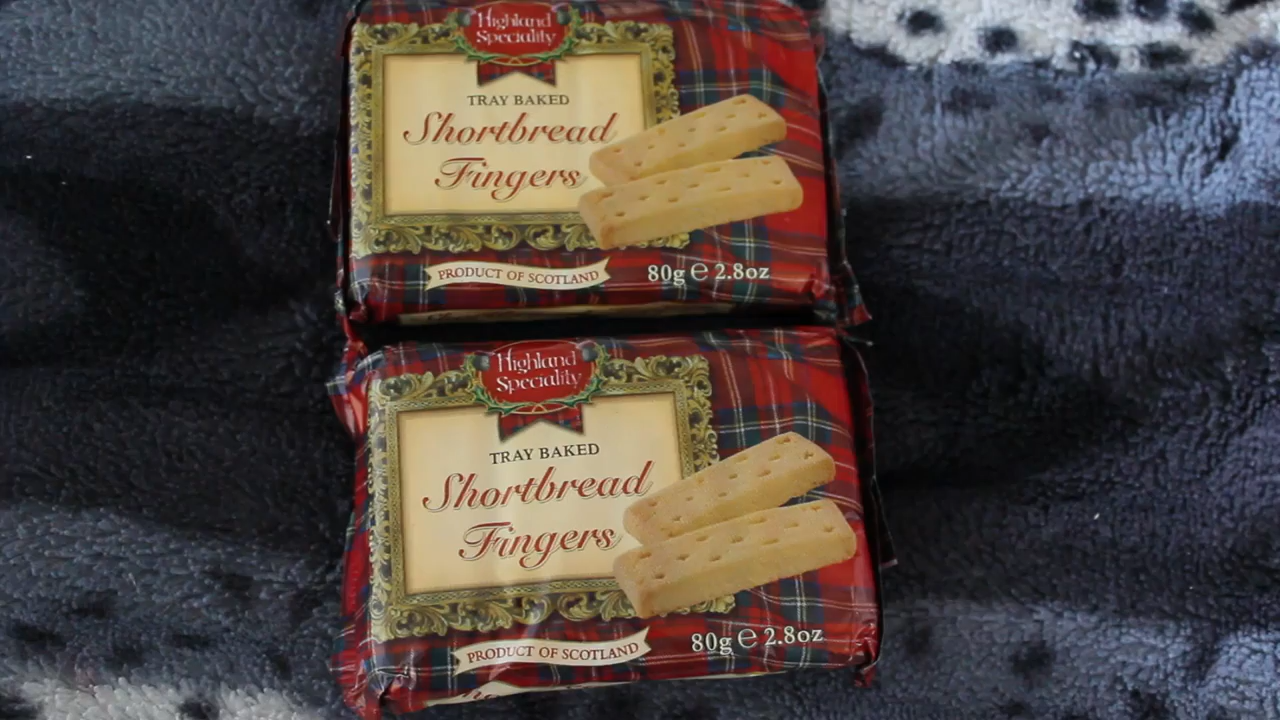 Highland
Speciality
TRAY BAKED
Shortbread
Fingers
PRODUCT OF SCOTLAND
80g e 2.8oz
Highland
Speciality
TRAY BAKED
Shortbread
Fingers
PRODUCT OF SCOTLAND
80g e 2.8oz